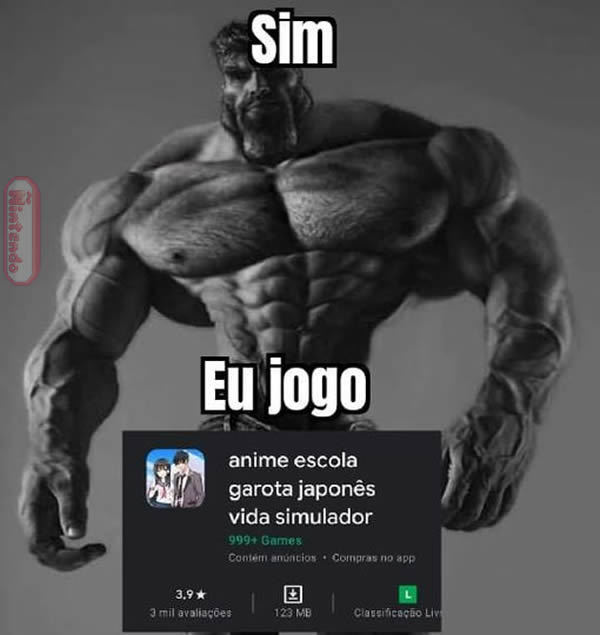 Sim
Ñintendo
Eu jogo
anime escola
garota japonês
vida simulador
999+ Games
Contém anúncios • Compras no app
3,9★
3 mil avaliações
123 MB
L
Classificação Liv